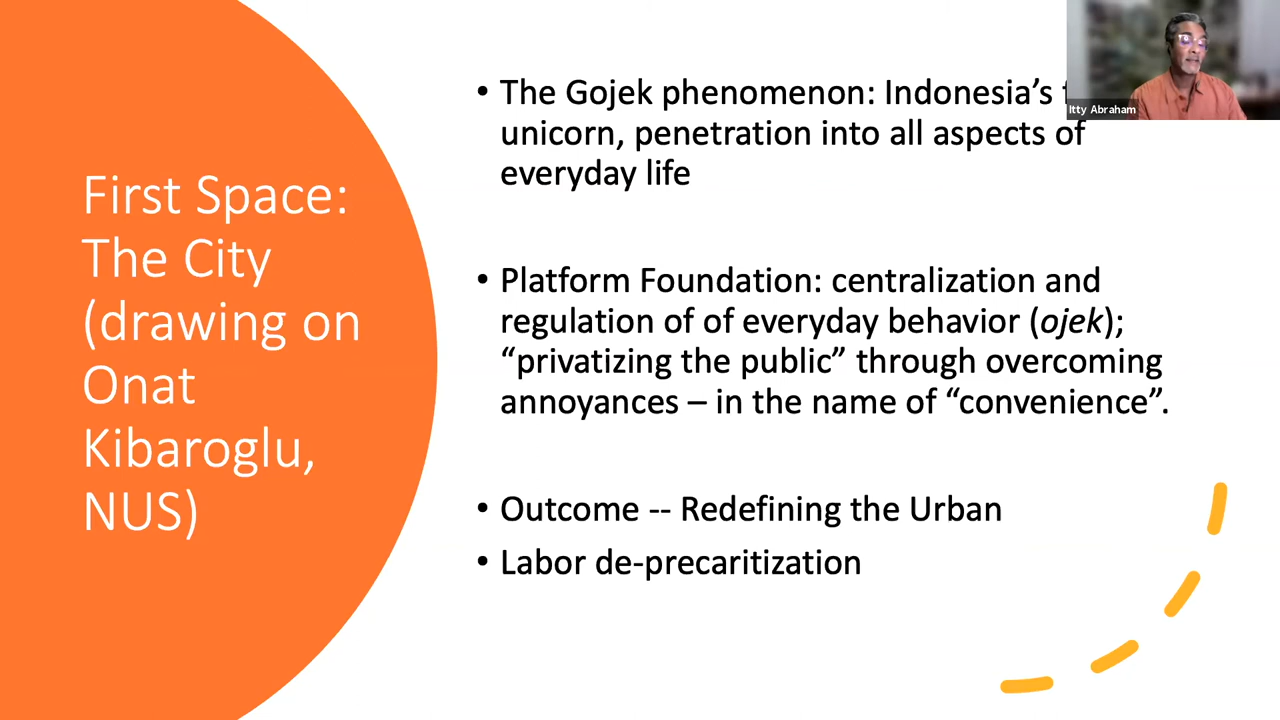 First Space:
The City
(drawing on
Onat
Kibaroglu,
NUS)
• The Gojek phenomenon: Indonesia’s
unicorn, penetration into all aspects of
everyday life
• Platform Foundation: centralization and
regulation of of everyday behavior (ojek);
“privatizing the public” through overcoming
annoyances – in the name of “convenience”.
• Outcome -- Redefining the Urban
• Labor de-precaritization
Itty Abraham